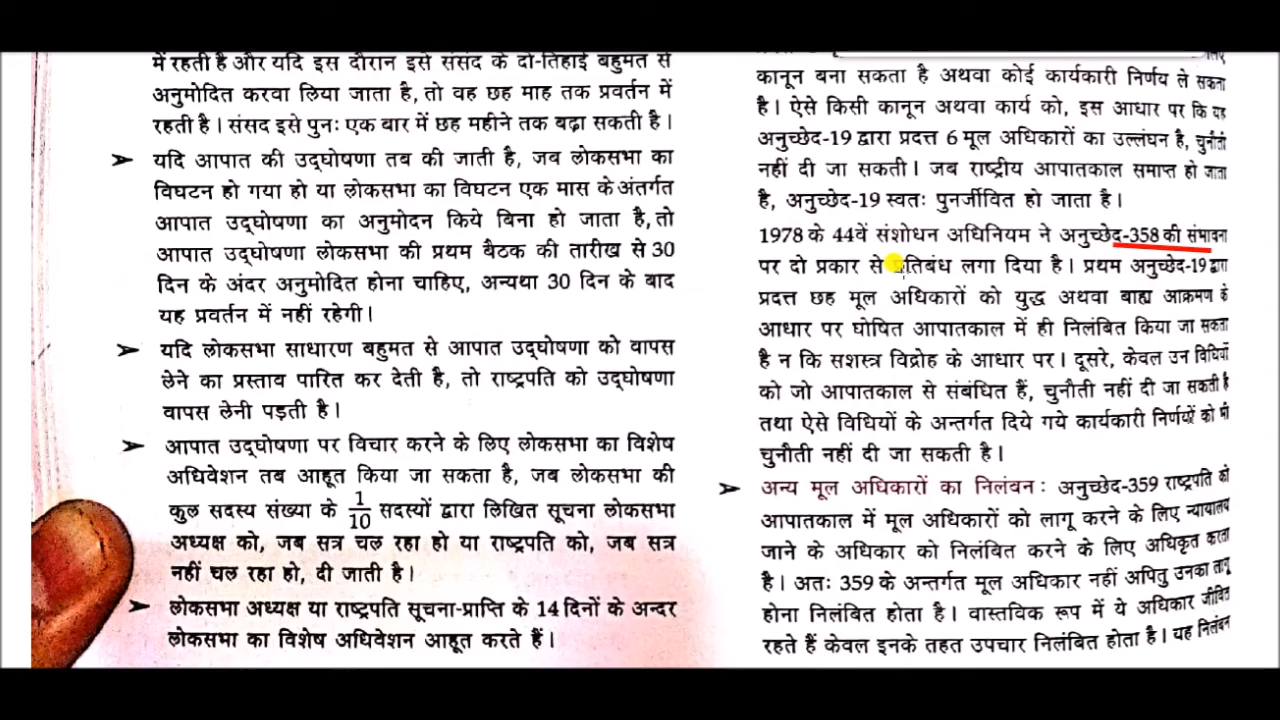 में रहती है और यदि इस दौरान इसे संसद के दो-तिहाई बहुमत से
अनुमोदित करवा लिया जाता है, तो वह छह माह तक प्रवर्तन में
रहती है। संसद इसे पुनः एक बार में छह महीने तक बढ़ा सकती है।
➤ यदि आपात की उद्घोषणा तब की जाती है, जब लोकसभा का
विघटन हो गया हो या लोकसभा का विघटन एक मास के अंतर्गत
आपात उद्घोषणा का अनुमोदन किये बिना हो जाता है, तो
आपात उद्घोषणा लोकसभा की प्रथम बैठक की तारीख से 30
दिन के अंदर अनुमोदित होना चाहिए, अन्यथा 30 दिन के बाद
यह प्रवर्तन में नहीं रहेगी।
➤ यदि लोकसभा साधारण बहुमत से आपात उद्घोषणा को वापस
लेने का प्रस्ताव पारित कर देती है, तो राष्ट्रपति को उद्घोषणा
वापस लेनी पड़ती है।
➤ आपात उद्घोषणा पर विचार करने के लिए लोकसभा का विशेष
अधिवेशन तब आहूत किया जा सकता है, जब लोकसभा की
कुल सदस्य संख्या के 1/10 सदस्यों द्वारा लिखित सूचना लोकसभा
अध्यक्ष को, जब सत्र चल रहा हो या राष्ट्रपति को, जब सत्र
नहीं चल रहा हो, दी जाती है।
➤ लोकसभा अध्यक्ष या राष्ट्रपति सूचना-प्राप्ति के 14 दिनों के अन्दर
लोकसभा का विशेष अधिवेशन आहूत करते हैं।
कानून बना सकता है अथवा कोई कार्यकारी निर्णय ले सकता
है। ऐसे किसी कानून अथवा कार्य को, इस आधार पर कि यह
अनुच्छेद-19 द्वारा प्रदत्त 6 मूल अधिकारों का उल्लंघन है, चुनौती
नहीं दी जा सकती। जब राष्ट्रीय आपातकाल समाप्त हो जाता
है, अनुच्छेद-19 स्वतः पुनर्जीवित हो जाता है।
1978 के 44वें संशोधन अधिनियम ने अनुच्छेद-358 की संभावना
पर दो प्रकार से प्रतिबंध लगा दिया है। प्रथम अनुच्छेद-19 द्वारा
प्रदत्त छह मूल अधिकारों को युद्ध अथवा बाह्य आक्रमण के
आधार पर घोषित आपातकाल में ही निलंबित किया जा सकता
है न कि सशस्त्र विद्रोह के आधार पर। दूसरे, केवल उन विधियों
को जो आपातकाल से संबंधित हैं, चुनौती नहीं दी जा सकती है
तथा ऐसे विधियों के अन्तर्गत दिये गये कार्यकारी निर्णयों को भी
चुनौती नहीं दी जा सकती है।
➤ अन्य मूल अधिकारों का निलंबन: अनुच्छेद-359 राष्ट्रपति को
आपातकाल में मूल अधिकारों को लागू करने के लिए न्यायालय
जाने के अधिकार को निलंबित करने के लिए अधिकृत करता
है। अतः 359 के अन्तर्गत मूल अधिकार नहीं अपितु उनका लागू
होना निलंबित होता है। वास्तविक रूप में ये अधिकार जीवित
रहते हैं केवल इनके तहत उपचार निलंबित होता है। यह निलंबन